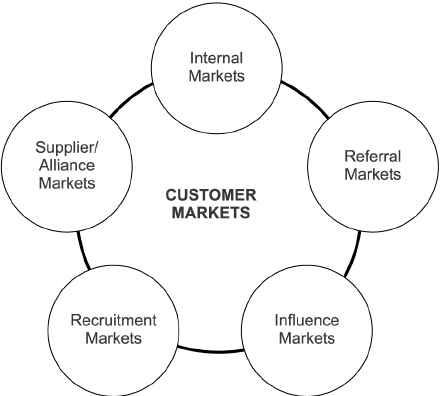 Internal
Markets
Supplier/
Alliance
Markets
Referral
Markets
CUSTOMER
MARKETS
Recruitment
Markets
Influence
Markets